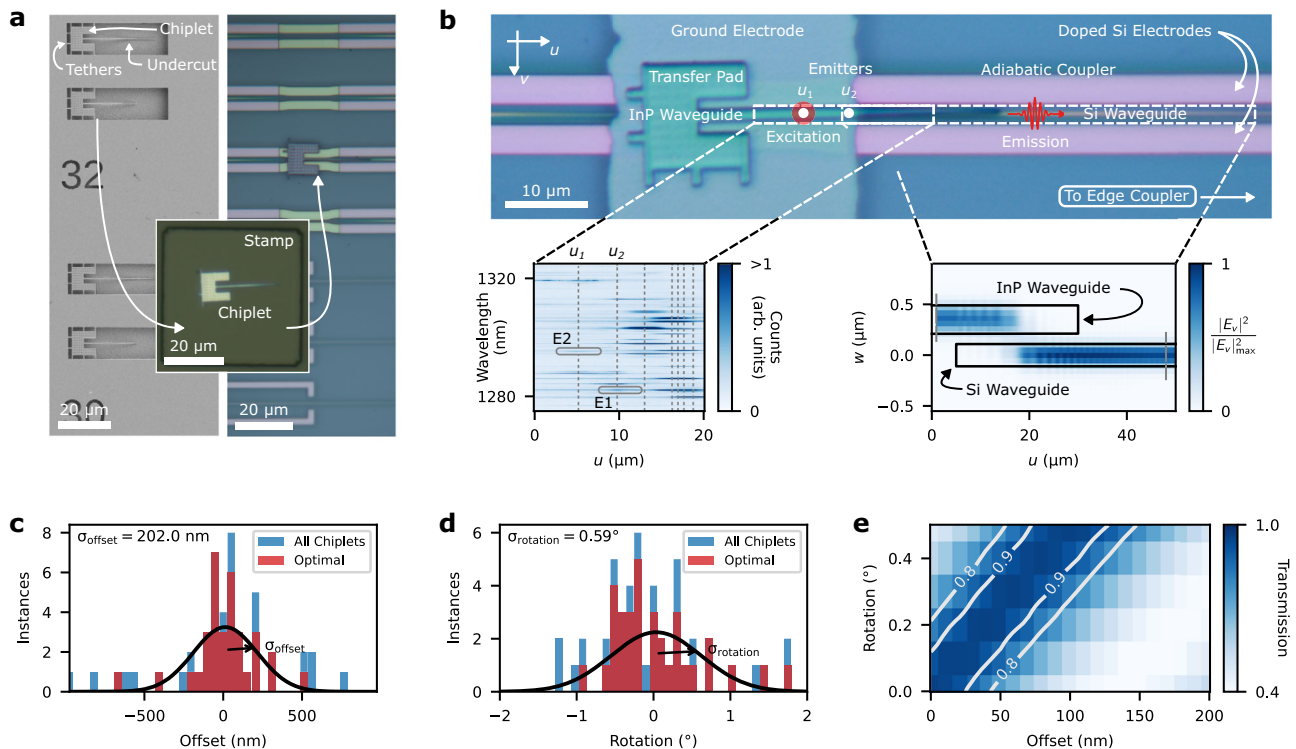 a
Chiplet
Tethers
Undercut
32
Stamp
Chiplet
20 μm
20 μm
20 μm
b
u
v
Ground Electrode
Doped Si Electrodes
Transfer Pad
Emitters
Adiabatic Coupler
u1
u2
InP Waveguide
Si Waveguide
Excitation
Emission
10 μm
To Edge Coupler
u1
u2
1320
1300
1280
Wavelength
(nm)
E2
E1
0
10
20
u (μm)
>1
0
Counts
(arb. units)
InP Waveguide
Si Waveguide
0.5
0.0
−0.5
w (μm)
0
20
40
u (μm)
1
0
|Ev|²
|Ev|²max
c
σoffset = 202.0 nm
All Chiplets
Optimal
σoffset
8
6
4
2
0
Instances
−500
0
500
Offset (nm)
d
σrotation = 0.59°
All Chiplets
Optimal
σrotation
6
4
2
0
Instances
−2
−1
0
1
2
Rotation (°)
e
0.8
0.9
0.9
0.8
0.4
0.2
0.0
Rotation (°)
0
50
100
150
200
Offset (nm)
1.0
0.4
Transmission